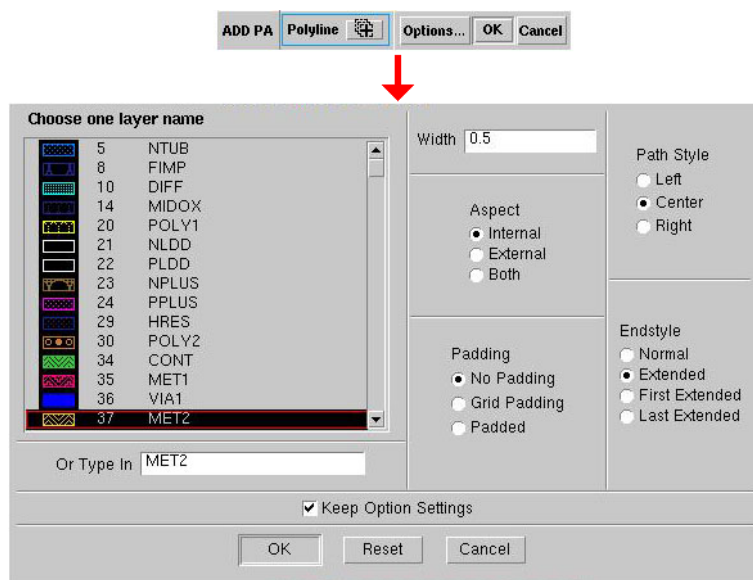 ADD PA Polyline Options... OK Cancel
Choose one layer name
5 NTUB
8 FIMP
10 DIFF
14 MIDOX
20 POLY1
21 NLDD
22 PLDD
23 NPLUS
24 PPLUS
29 HRES
30 POLY2
34 CONT
35 MET1
36 VIA1
37 MET2
Or Type In MET2
Width 0.5
Aspect
Internal
External
Both
Padding
No Padding
Grid Padding
Padded
Path Style
Left
Center
Right
Endstyle
Normal
Extended
First Extended
Last Extended
Keep Option Settings
OK Reset Cancel